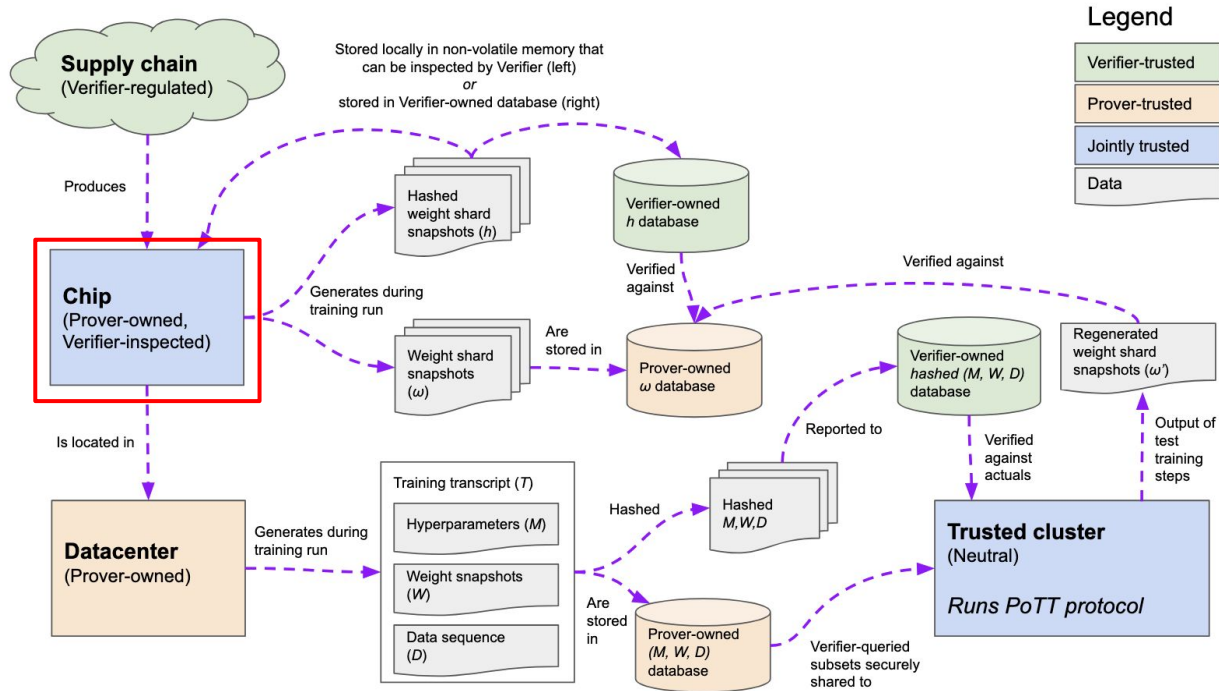 Supply chain
(Verifier-regulated)
Stored locally in non-volatile memory that
can be inspected by Verifier (left)
or
stored in Verifier-owned database (right)
Legend
Verifier-trusted
Prover-trusted
Jointly trusted
Data
Produces
Hashed
weight shard
snapshots (h)
Verifier-owned
h database
Chip
(Prover-owned,
Verifier-inspected)
Generates during
training run
Verified
against
Verified against
Weight shard
snapshots
(ω)
Are
stored in
Prover-owned
ω database
Verifier-owned
hashed (M, W, D)
database
Regenerated
weight shard
snapshots (ω')
Is located in
Reported to
Verified
against
actuals
Output of
test
training
steps
Datacenter
(Prover-owned)
Generates during
training run
Training transcript (T)
Hyperparameters (M)
Weight snapshots
(W)
Data sequence
(D)
Hashed
Hashed
M,W,D
Are
stored
in
Prover-owned
(M, W, D)
database
Verifier-queried
subsets securely
shared to
Trusted cluster
(Neutral)
Runs PoTT protocol